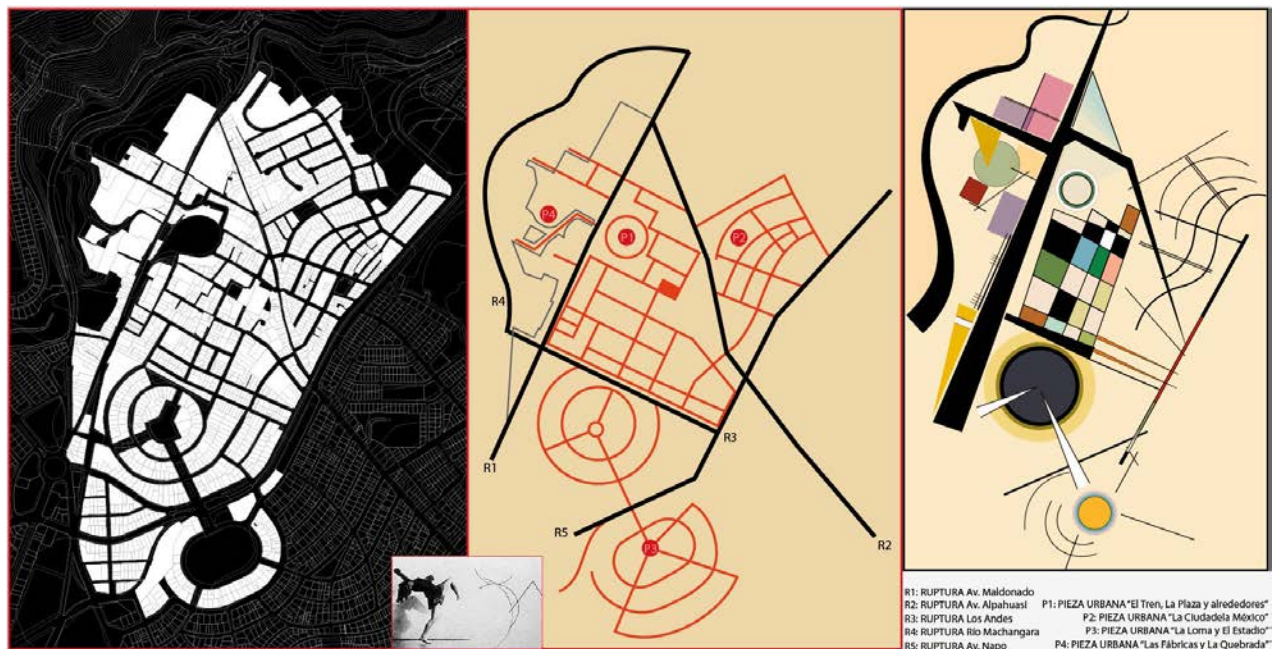 P4
P1
P2
R4
R3
R1
R5
P3
R2
R1: RUPTURA Av. Maldonado
R2: RUPTURA Av. Alpahuasi
R3: RUPTURA Los Andes
R4: RUPTURA Río Machangara
R5: RUPTURA Av. Napo
P1: PIEZA URBANA "El Tren, La Plaza y alrededores"
P2: PIEZA URBANA "La Ciudadela México"
P3: PIEZA URBANA "La Loma y El Estadio"
P4: PIEZA URBANA "Las Fábricas y La Quebrada"